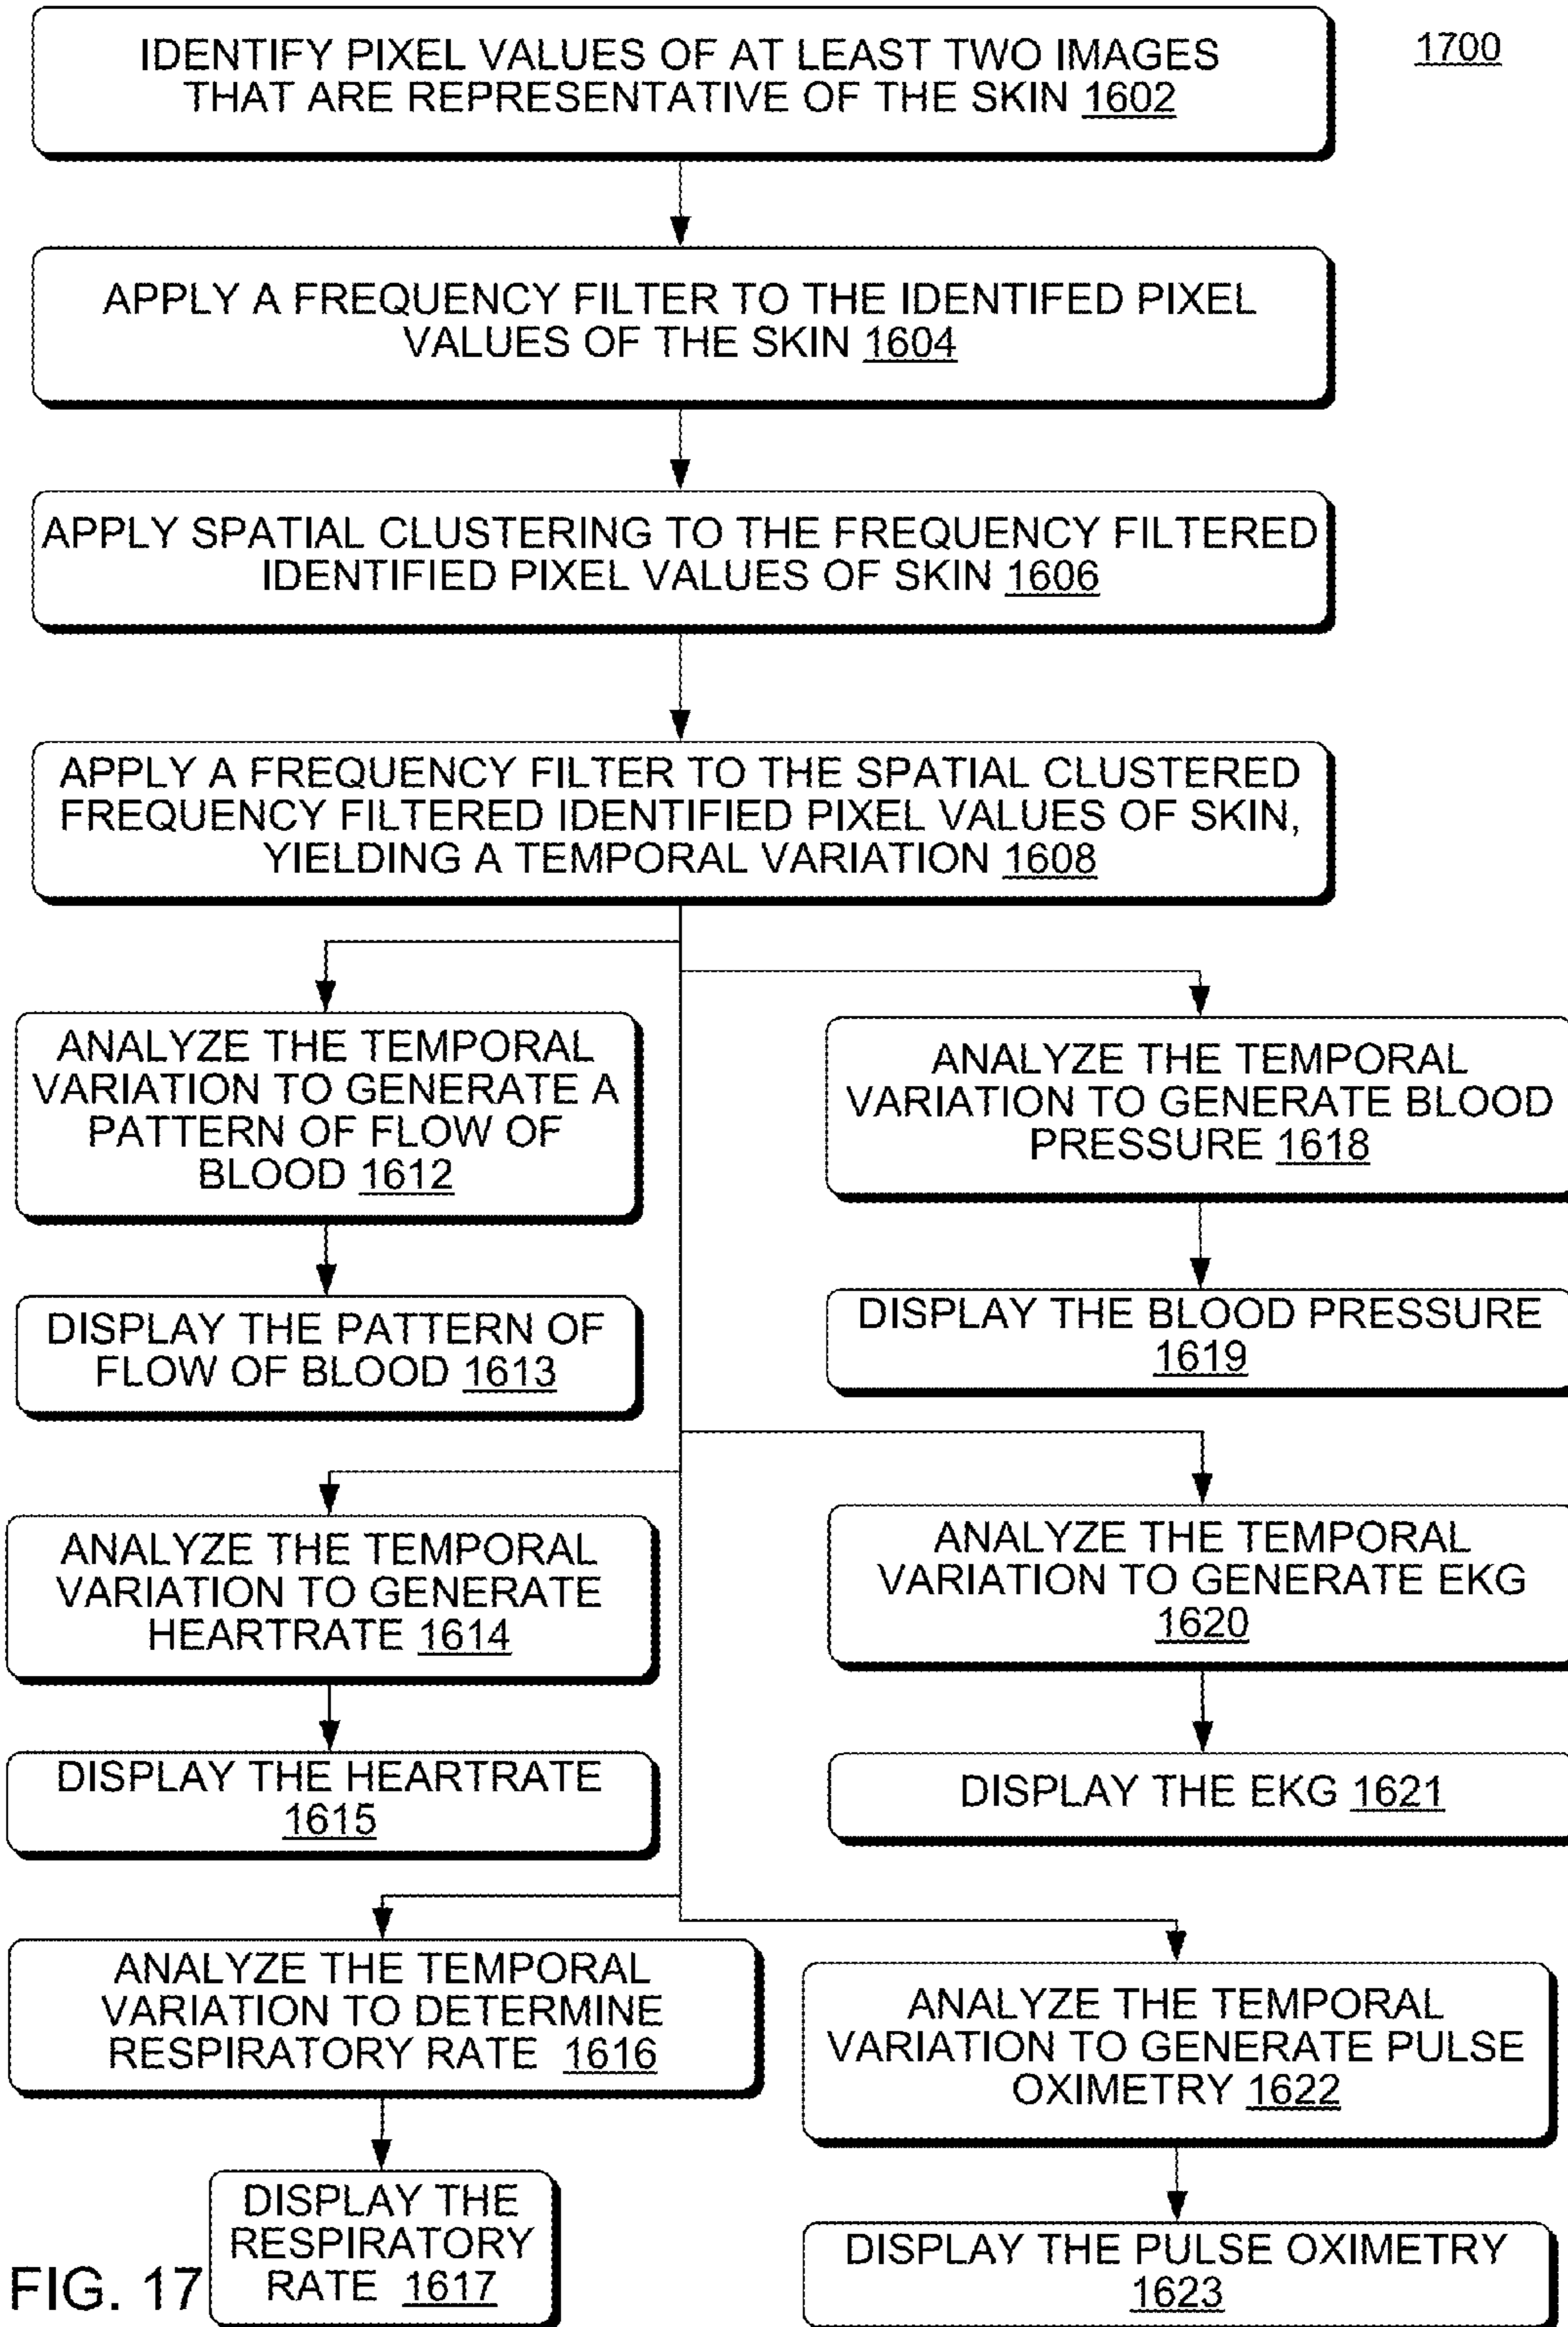 1700
IDENTIFY PIXEL VALUES OF AT LEAST TWO IMAGES
THAT ARE REPRESENTATIVE OF THE SKIN 1602
APPLY A FREQUENCY FILTER TO THE IDENTIFED PIXEL
VALUES OF THE SKIN 1604
APPLY SPATIAL CLUSTERING TO THE FREQUENCY FILTERED
IDENTIFIED PIXEL VALUES OF SKIN 1606
APPLY A FREQUENCY FILTER TO THE SPATIAL CLUSTERED
FREQUENCY FILTERED IDENTIFIED PIXEL VALUES OF SKIN,
YIELDING A TEMPORAL VARIATION 1608
ANALYZE THE TEMPORAL
VARIATION TO GENERATE A
PATTERN OF FLOW OF
BLOOD 1612
DISPLAY THE PATTERN OF
FLOW OF BLOOD 1613
ANALYZE THE TEMPORAL
VARIATION TO GENERATE BLOOD
PRESSURE 1618
DISPLAY THE BLOOD PRESSURE
1619
ANALYZE THE TEMPORAL
VARIATION TO GENERATE
HEARTRATE 1614
DISPLAY THE HEARTRATE
1615
ANALYZE THE TEMPORAL
VARIATION TO GENERATE EKG
1620
DISPLAY THE EKG 1621
ANALYZE THE TEMPORAL
VARIATION TO DETERMINE
RESPIRATORY RATE 1616
DISPLAY THE
RESPIRATORY
RATE 1617
ANALYZE THE TEMPORAL
VARIATION TO GENERATE PULSE
OXIMETRY 1622
DISPLAY THE PULSE OXIMETRY
1623
FIG. 17